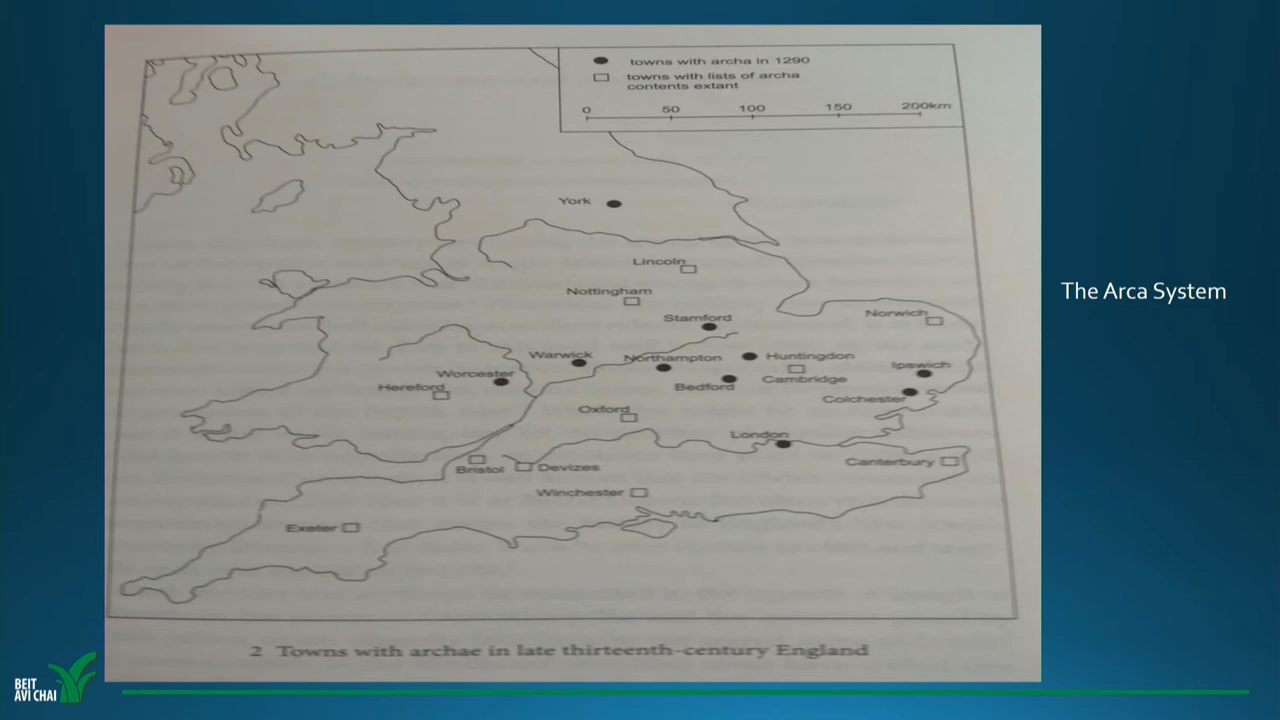 towns with archa in 1290
towns with lists of archa
contents extant
0 50 100 150 200km
York
Lincoln
Nottingham
Stamford
Norwich
Warwick
Northampton
Huntingdon
Ipswich
Worcester
Bedford
Cambridge
Hereford
Colchester
Oxford
London
Bristol
Devizes
Canterbury
Winchester
Exeter
2 Towns with archae in late thirteenth-century England
The Arca System
BEIT
AVI CHAI